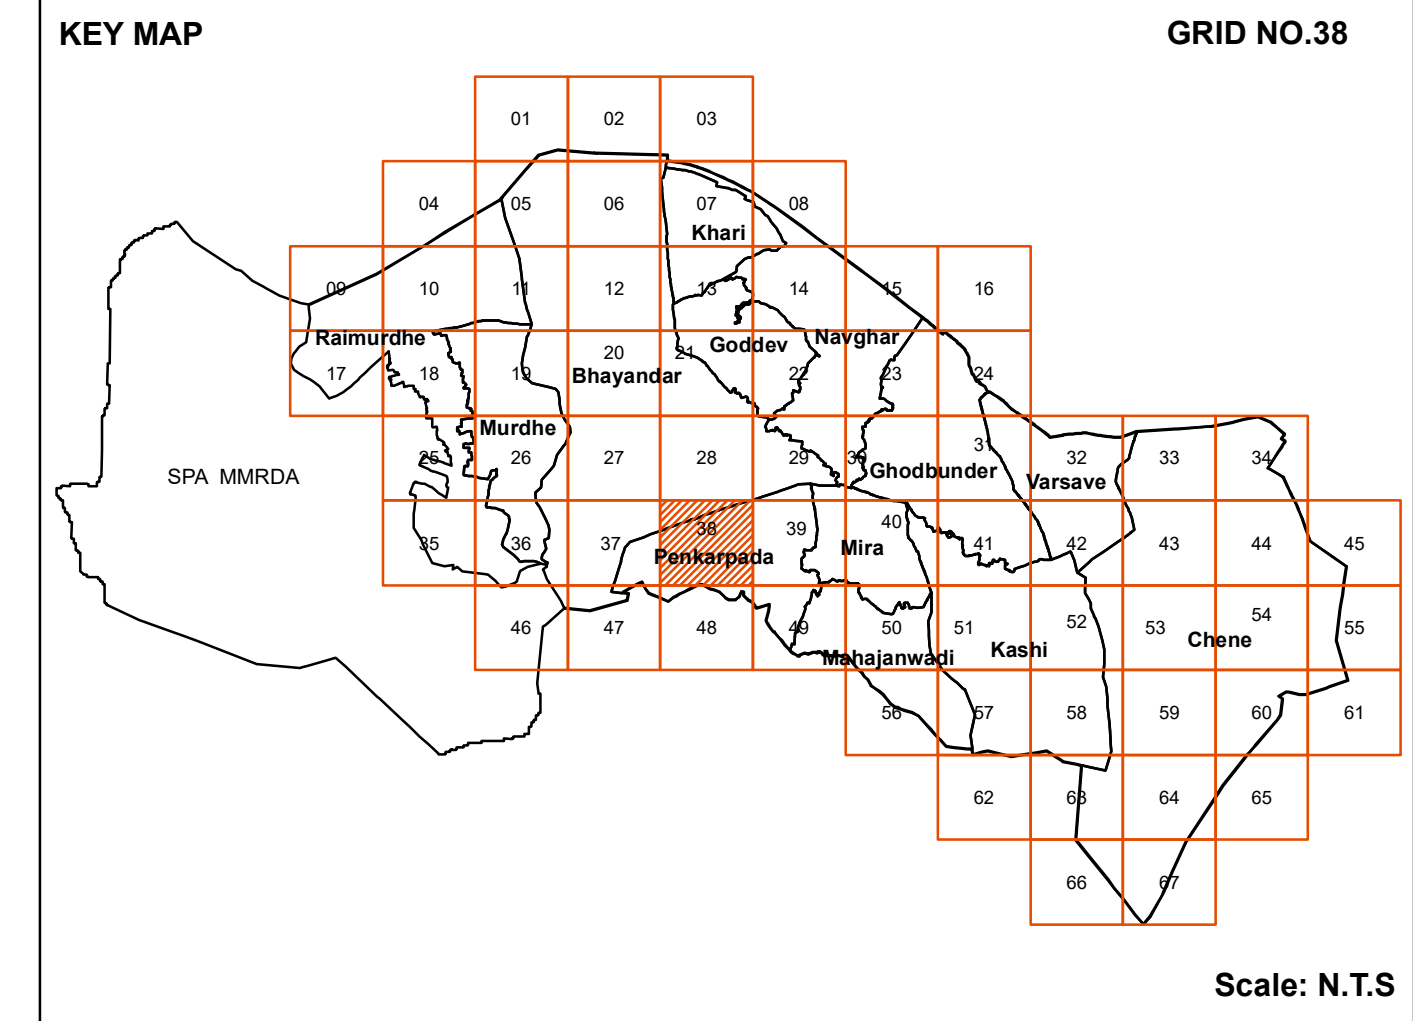 KEY MAP
GRID NO.38
01 02 03
04 05 06 07 08
Khari
09 10 11 12 13 14 15 16
Raimurdhe
Navghar
Goddev
20 21
17 18 19 22 23 24
Bhayandar
Murdhe
31
25 26 27 28 29 30 32 33 34
Ghodbunder
Varsave
SPA MMRDA
40
38 39
35 36 37 41 42 43 44 45
Mira
Penkarpada
54
52
46 47 48 49 50 51 53 55
Chene
Kashi
Mahajanwadi
56 57 58 59 60 61
62 63 64 65
66 67
Scale: N.T.S